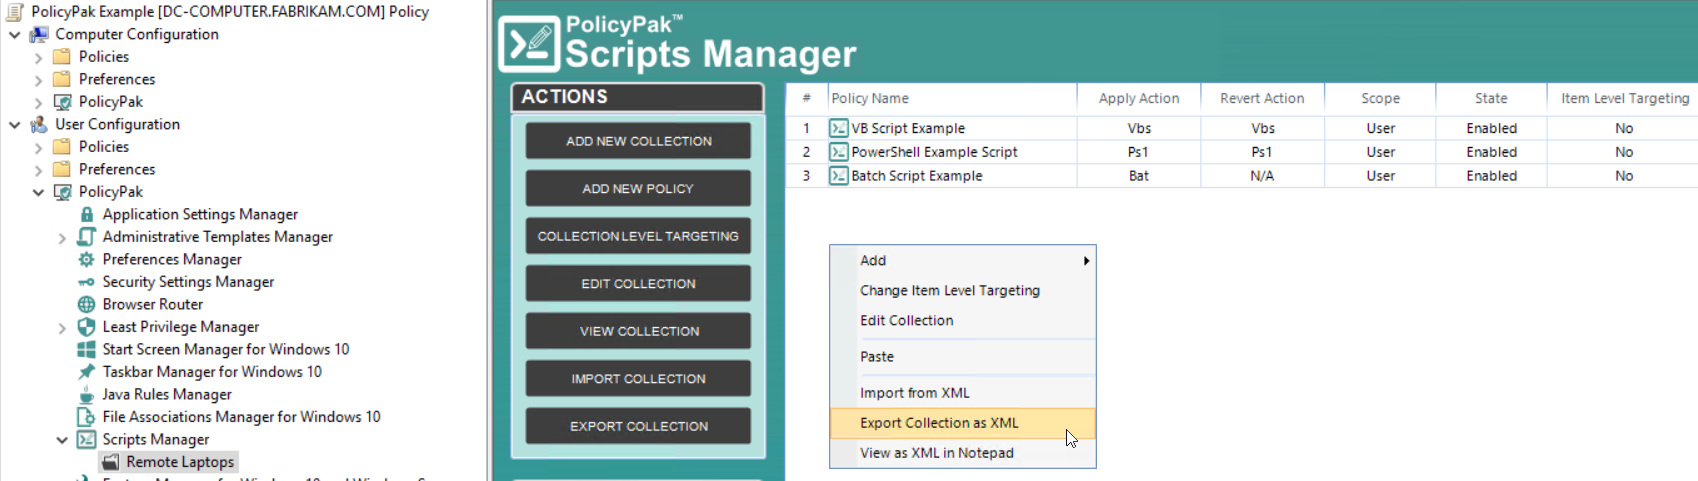 PolicyPak Example [DC-COMPUTER.FABRIKAM.COM] Policy
Computer Configuration
Policies
Preferences
PolicyPak
User Configuration
Policies
Preferences
PolicyPak
Application Settings Manager
Administrative Templates Manager
Preferences Manager
Security Settings Manager
Browser Router
Least Privilege Manager
Start Screen Manager for Windows 10
Taskbar Manager for Windows 10
Java Rules Manager
File Associations Manager for Windows 10
Scripts Manager
Remote Laptops
PolicyPak™
Scripts Manager
ACTIONS
ADD NEW COLLECTION
ADD NEW POLICY
COLLECTION LEVEL TARGETING
EDIT COLLECTION
VIEW COLLECTION
IMPORT COLLECTION
EXPORT COLLECTION
# Policy Name Apply Action Revert Action Scope State Item Level Targeting
1 VB Script Example Vbs Vbs User Enabled No
2 PowerShell Example Script Ps1 Ps1 User Enabled No
3 Batch Script Example Bat N/A User Enabled No
Add
Change Item Level Targeting
Edit Collection
Paste
Import from XML
Export Collection as XML
View as XML in Notepad